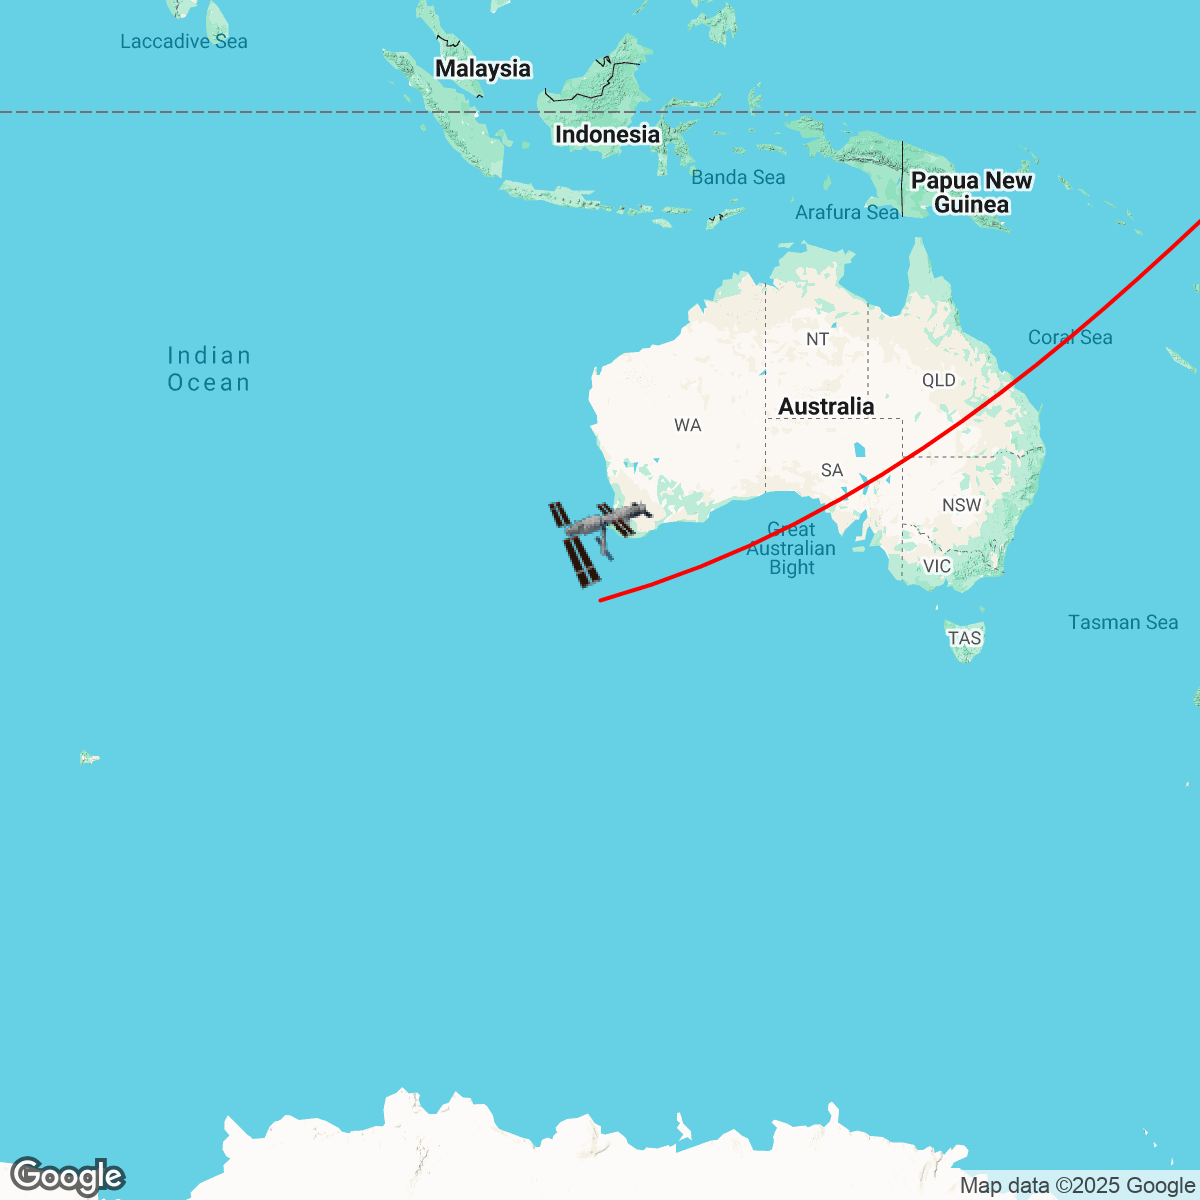 Laccadive Sea
Malaysia
Indonesia
Banda Sea
Papua New
Guinea
Arafura Sea
Indian
Ocean
NT
Coral Sea
QLD
Australia
WA
SA
NSW
Great
Australian
Bight
VIC
TAS
Tasman Sea
Google
Map data ©2025 Google